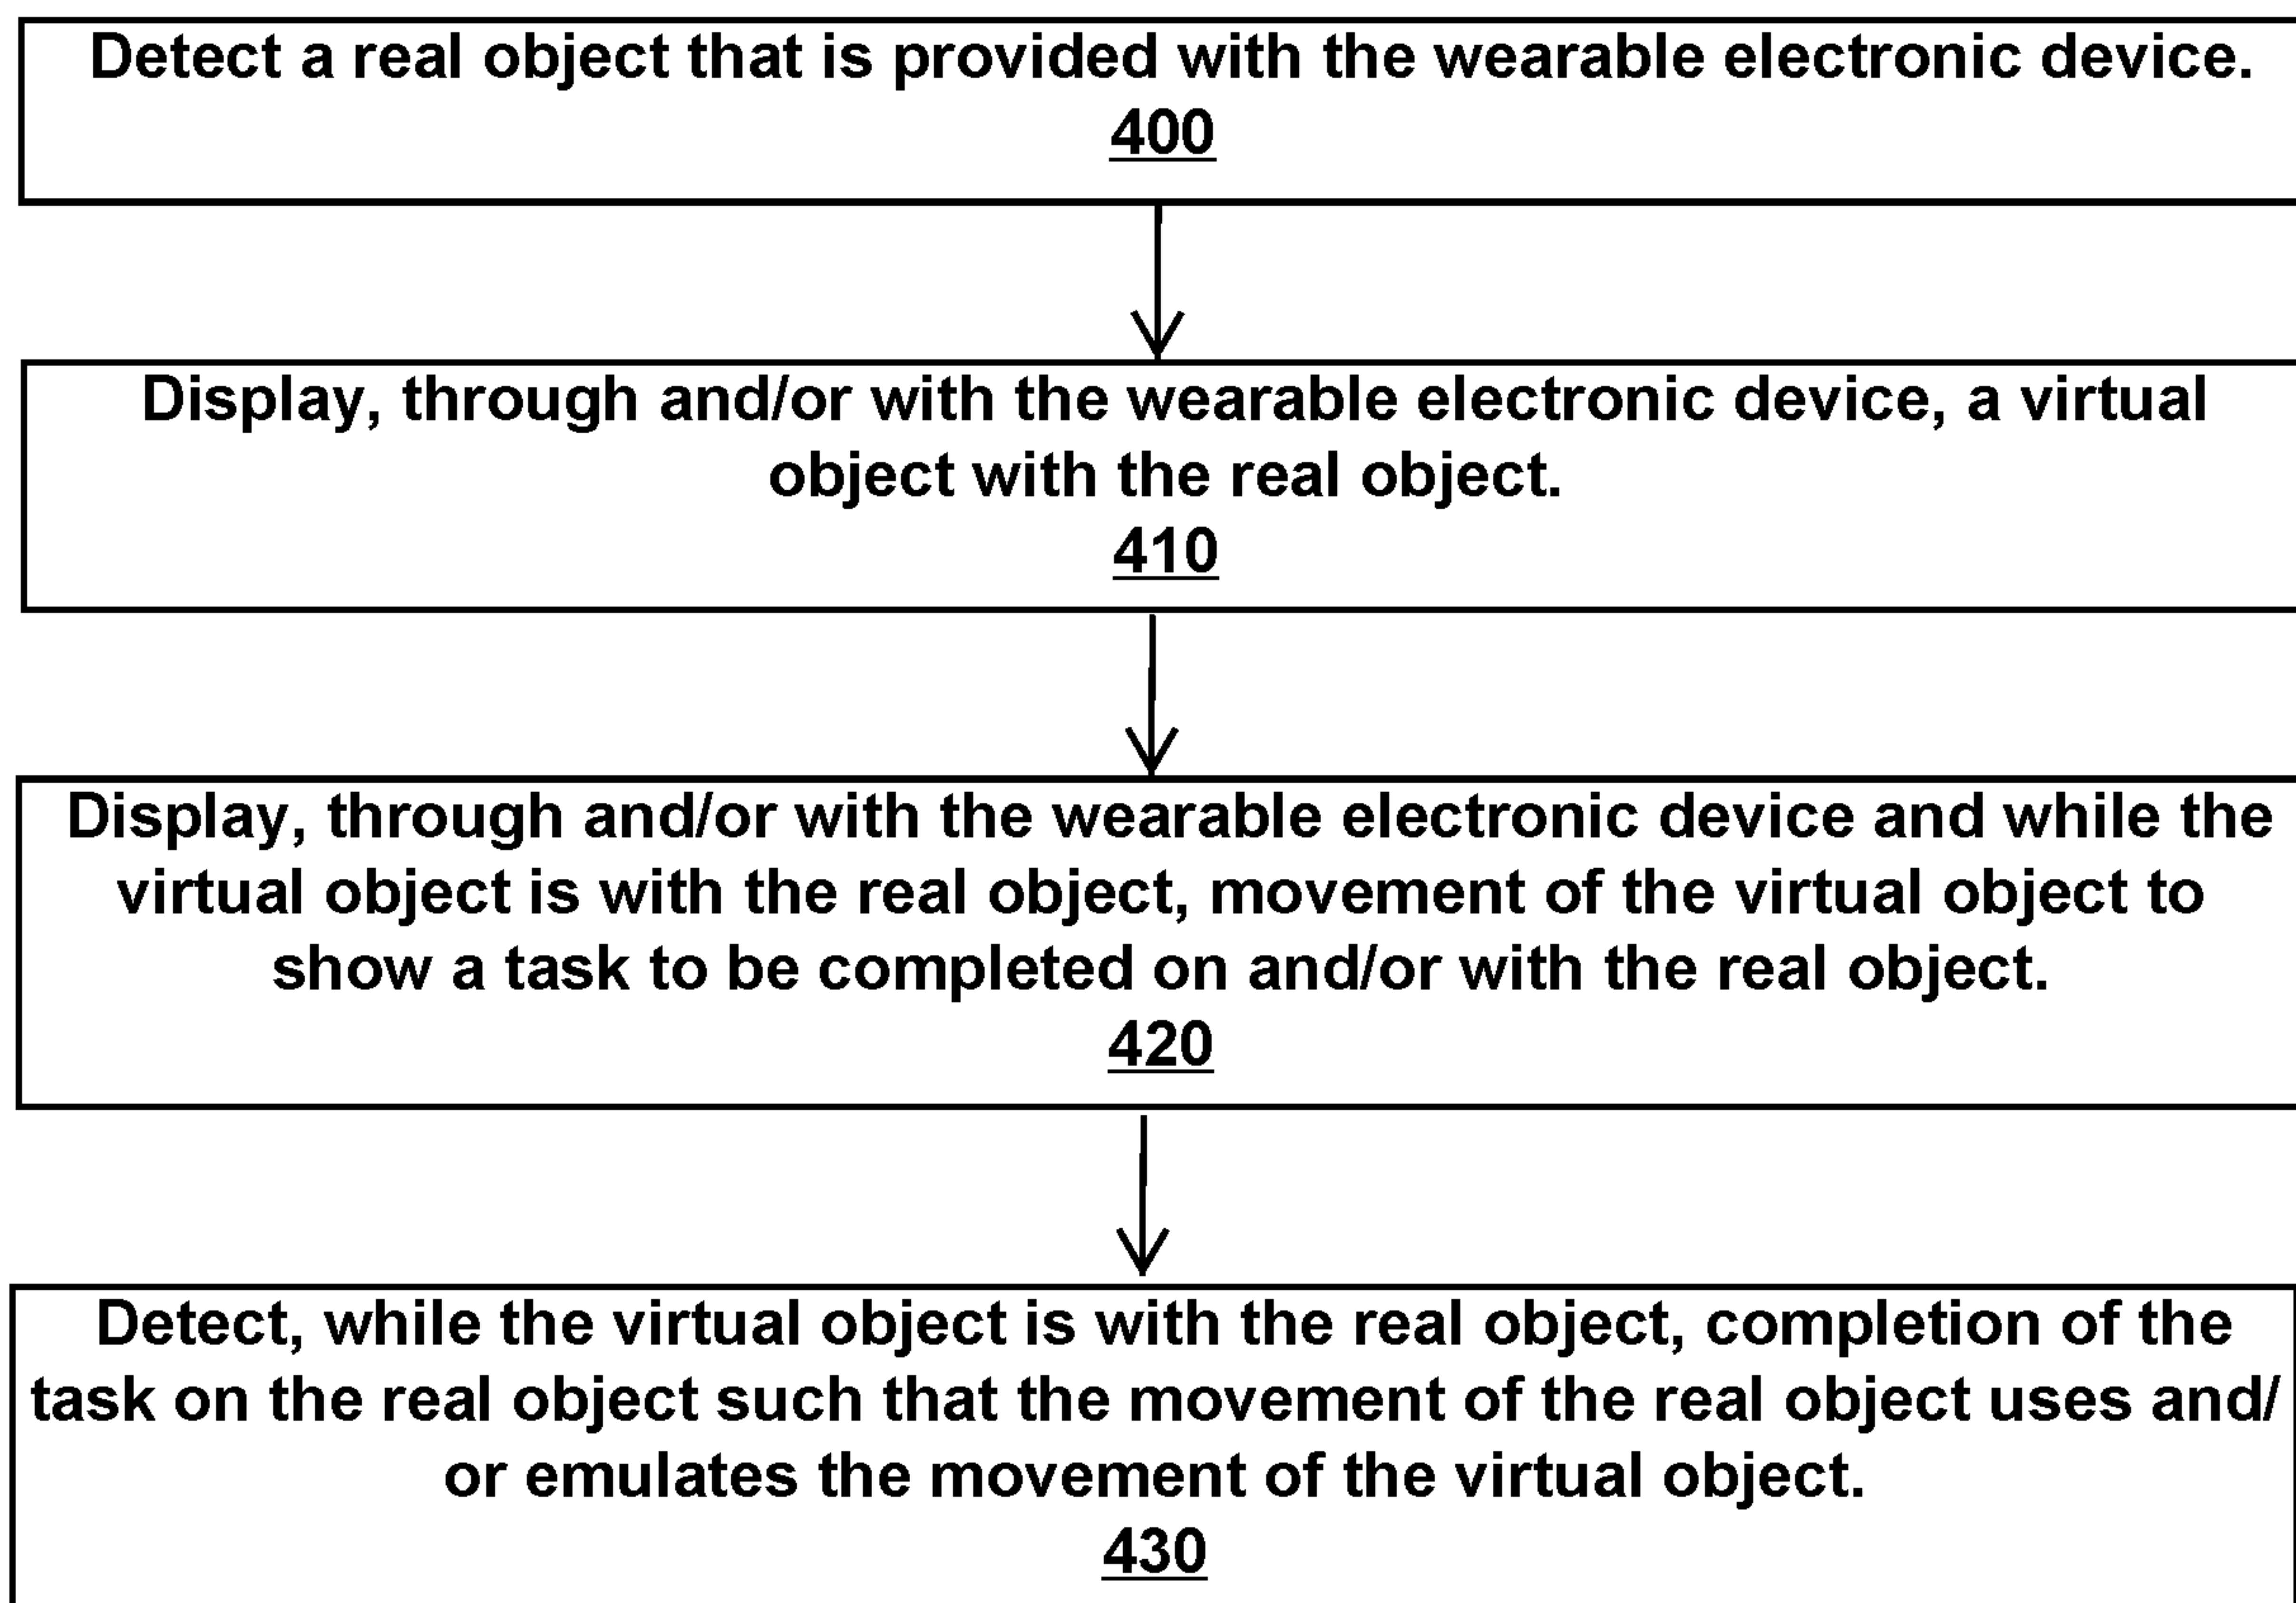 Detect a real object that is provided with the wearable electronic device.
400
Display, through and/or with the wearable electronic device, a virtual
object with the real object.
410
Display, through and/or with the wearable electronic device and while the
virtual object is with the real object, movement of the virtual object to
show a task to be completed on and/or with the real object.
420
Detect, while the virtual object is with the real object, completion of the
task on the real object such that the movement of the real object uses and/
or emulates the movement of the virtual object.
430